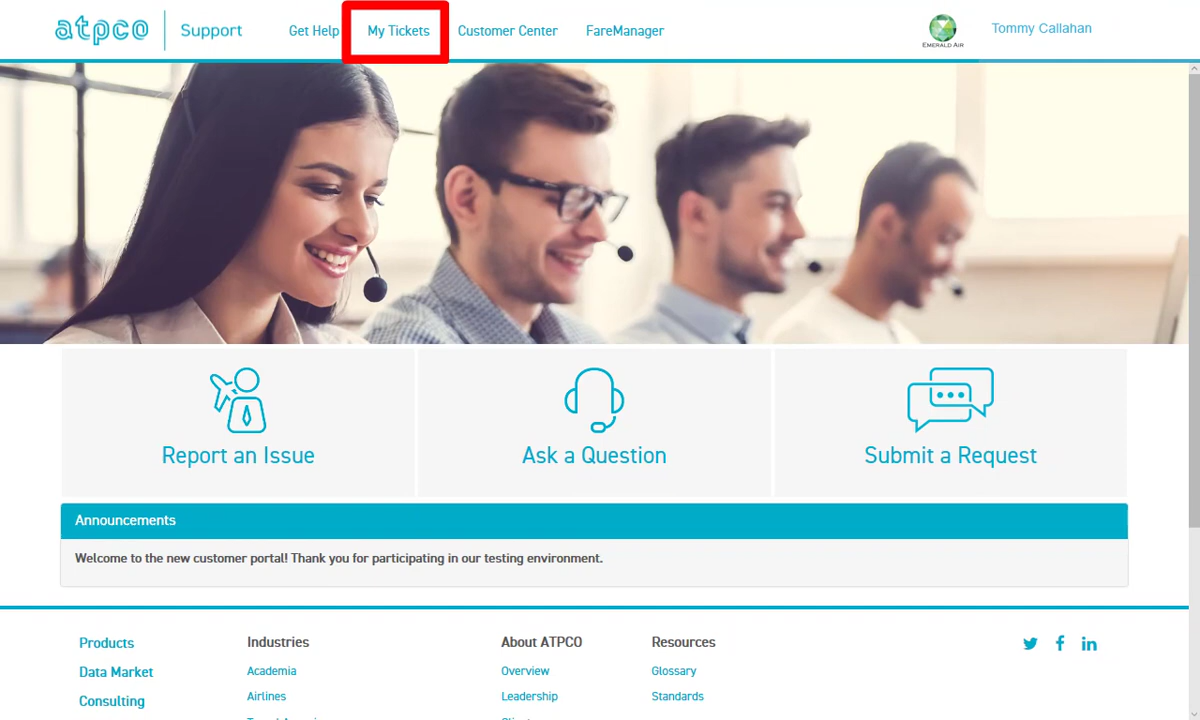 atpco Support Get Help My Tickets Customer Center FareManager EMERALD AIR Tommy Callahan
Report an Issue Ask a Question Submit a Request
Announcements
Welcome to the new customer portal! Thank you for participating in our testing environment.
Products Industries About ATPCO Resources
Data Market Academia Overview Glossary
Consulting Airlines Leadership Standards